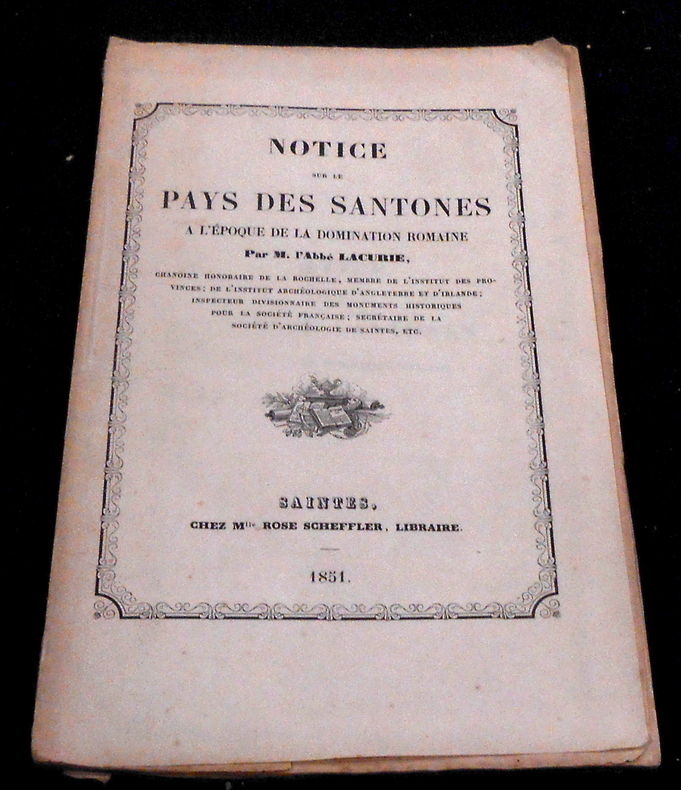 NOTICE
SUR LE
PAYS DES SANTONES
A L'ÉPOQUE DE LA DOMINATION ROMAINE
Par M. l'Abbé LACURIE,
CHANOINE HONORAIRE DE LA ROCHELLE, MEMBRE DE L'INSTITUT DES PRO-
VINCES; DE L'INSTITUT ARCHÉOLOGIQUE D'ANGLETERRE ET D'IRLANDE;
INSPECTEUR DIVISIONNAIRE DES MONUMENTS HISTORIQUES
POUR LA SOCIÉTÉ FRANÇAISE; SECRÉTAIRE DE LA
SOCIÉTÉ D'ARCHÉOLOGIE DE SAINTES, ETC.
SAINTES,
CHEZ Mlle ROSE SCHEFFLER, LIBRAIRE.
1851.